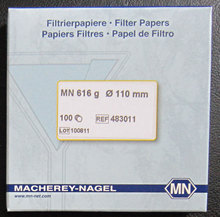 Filtrierpapiere · Filter Papers
Papiers Filtres · Papel de Filtro
MN 616 g Ø 110 mm
100 REF 483011
LOT 100811
MACHEREY-NAGEL
www.mn-net.com
MN